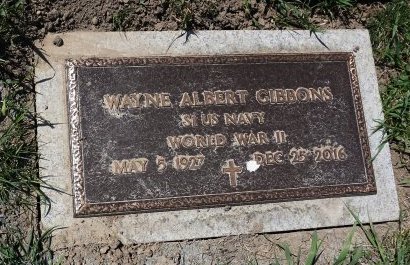 WAYNE ALBERT GIBBONS
S1 US NAVY
WORLD WAR II
MAY 5 1927 DEC 23 2016